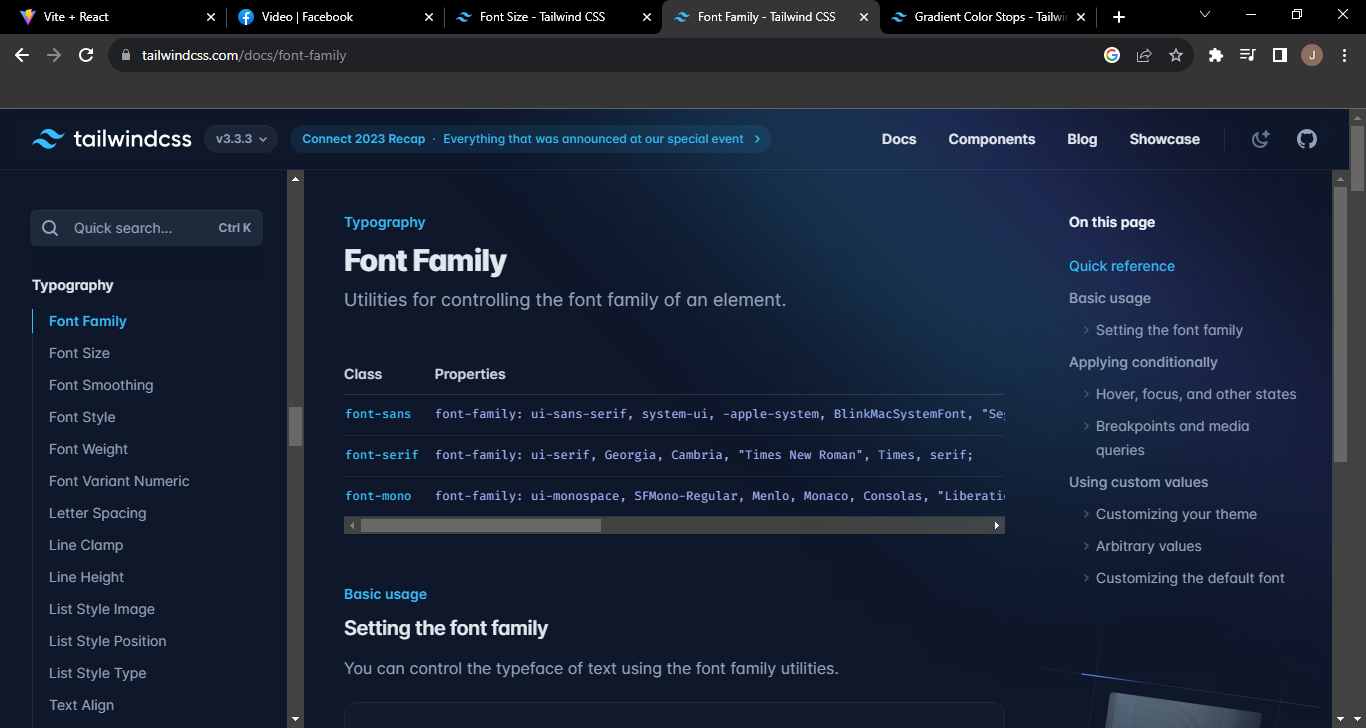 Vite + React
Video | Facebook
Font Size - Tailwind CSS
Font Family - Tailwind CSS
Gradient Color Stops - Tailwi
tailwindcss.com/docs/font-family
J
tailwindcss
v3.3.3
Connect 2023 Recap · Everything that was announced at our special event
Docs
Components
Blog
Showcase
Quick search...
Ctrl K
Typography
Font Family
Font Size
Font Smoothing
Font Style
Font Weight
Font Variant Numeric
Letter Spacing
Line Clamp
Line Height
List Style Image
List Style Position
List Style Type
Text Align
Typography
Font Family
Utilities for controlling the font family of an element.
Class Properties
font-sans font-family: ui-sans-serif, system-ui, -apple-system, BlinkMacSystemFont, "Seg
font-serif font-family: ui-serif, Georgia, Cambria, "Times New Roman", Times, serif;
font-mono font-family: ui-monospace, SFMono-Regular, Menlo, Monaco, Consolas, "Liberatio
Basic usage
Setting the font family
You can control the typeface of text using the font family utilities.
On this page
Quick reference
Basic usage
Setting the font family
Applying conditionally
Hover, focus, and other states
Breakpoints and media
queries
Using custom values
Customizing your theme
Arbitrary values
Customizing the default font